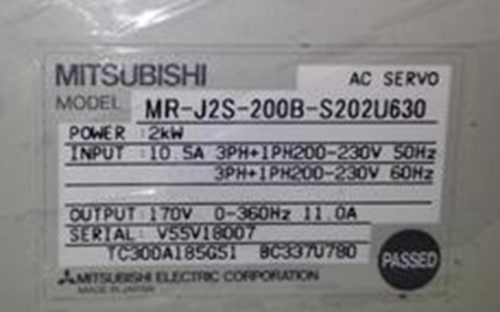 MITSUBISHI AC SERVO
MODEL MR-J2S-200B-S202U630
POWER :2kW
INPUT :10.5A 3PH+1PH200-230V 50Hz
3PH+1PH200-230V 60Hz
OUTPUT:170V 0-360Hz 11.0A
SERIAL: V55V18007
TC300A185G51 BC337U780
MITSUBISHI ELECTRIC CORPORATION
MADE IN JAPAN
PASSED